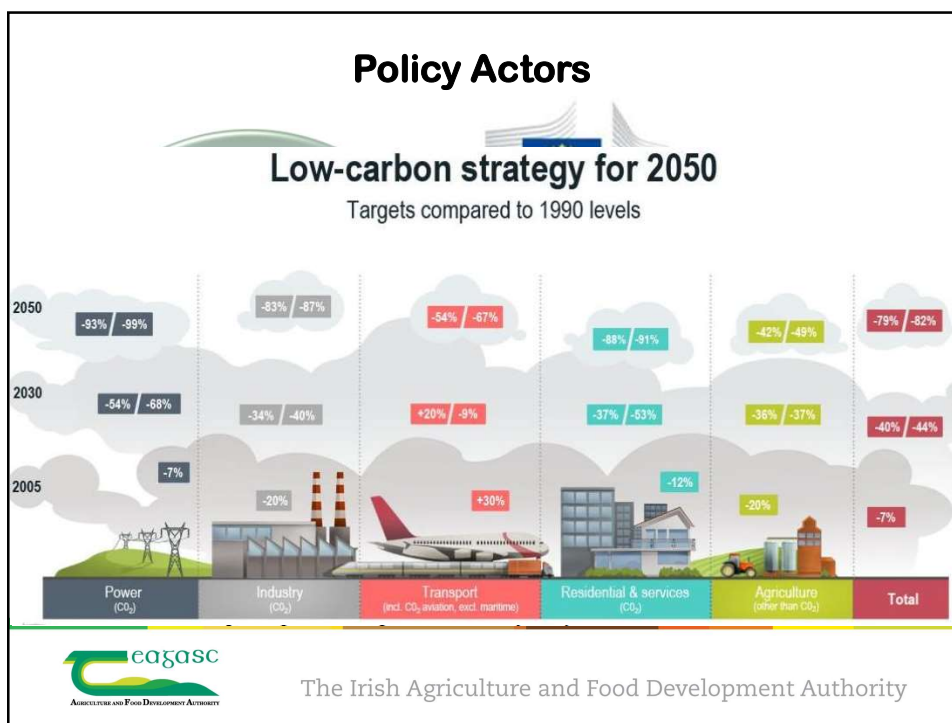 Policy Actors
Low-carbon strategy for 2050
Targets compared to 1990 levels
2050
-93% / -99%
-83% / -87%
-54% / -67%
-88% / -91%
-42% / -49%
-79% / -82%
2030
-54% / -68%
-34% / -40%
+20% / -9%
-37% / -53%
-36% / -37%
-40% / -44%
2005
-7%
-20%
+30%
-12%
-20%
-7%
Power
(CO₂)
Industry
(CO₂)
Transport
(incl. CO₂ aviation, excl. maritime)
Residential & services
(CO₂)
Agriculture
(other than CO₂)
Total
eagasc
AGRICULTURE AND FOOD DEVELOPMENT AUTHORITY
The Irish Agriculture and Food Development Authority